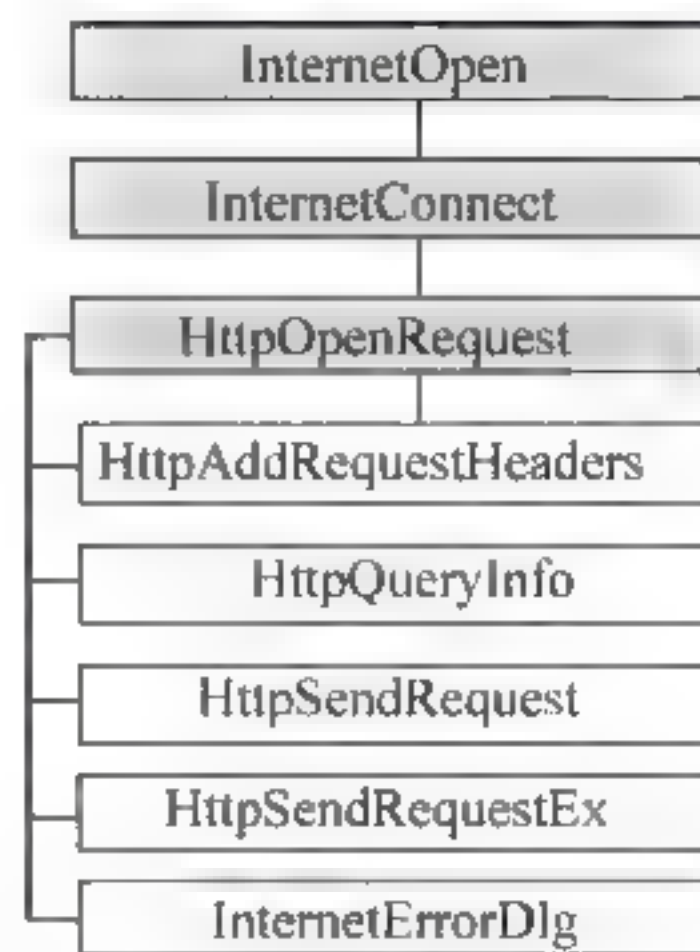 InternetOpen
InternetConnect
HttpOpenRequest
HttpAddRequestHeaders
HttpQueryInfo
HttpSendRequest
HttpSendRequestEx
InternetErrorDlg